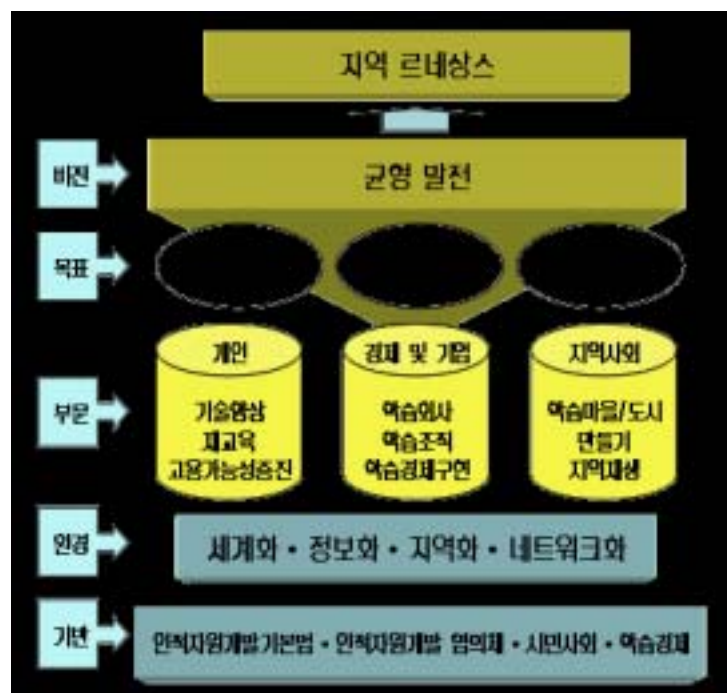 지역 르네상스
비전
균형 발전
목표
부문
개인
기술향상
재교육
고용가능성증진
경제 및 기업
학습회사
학습조직
학습경제구현
지역사회
학습마을/도시
만들기
지역재생
환경
세계화 • 정보화 • 지역화 • 네트워크화
기반
인적자원개발기본법 • 인적자원개발 협의체 • 시민사회 • 학습경제